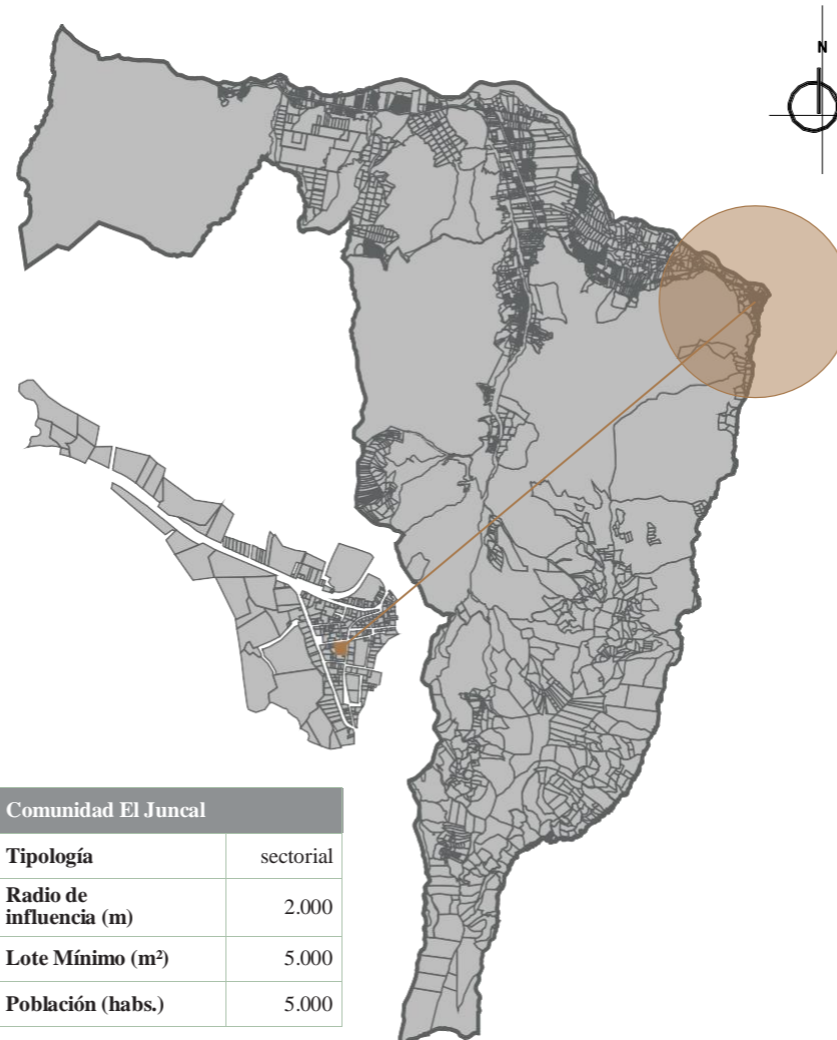 N
Comunidad El Juncal
Tipología sectorial
Radio de
influencia (m) 2.000
Lote Mínimo (m²) 5.000
Población (habs.) 5.000